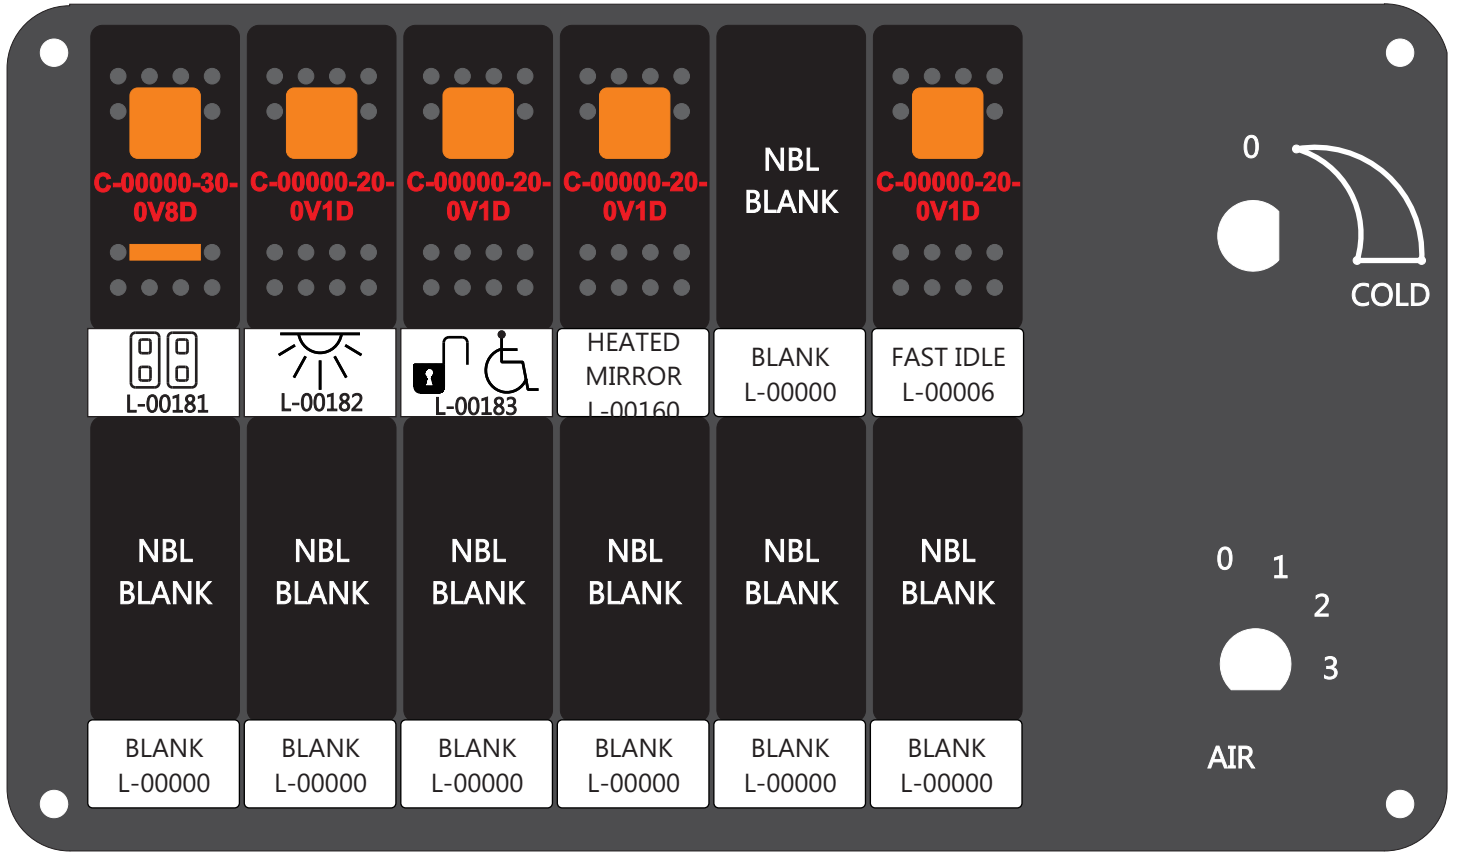 C-00000-30-
0V8D
C-00000-20-
0V1D
C-00000-20-
0V1D
C-00000-20-
0V1D
NBL
BLANK
C-00000-20-
0V1D
0
COLD
L-00181
L-00182
L-00183
HEATED
MIRROR
L-00160
BLANK
L-00000
FAST IDLE
L-00006
NBL
BLANK
NBL
BLANK
NBL
BLANK
NBL
BLANK
NBL
BLANK
NBL
BLANK
0
1
2
3
AIR
BLANK
L-00000
BLANK
L-00000
BLANK
L-00000
BLANK
L-00000
BLANK
L-00000
BLANK
L-00000